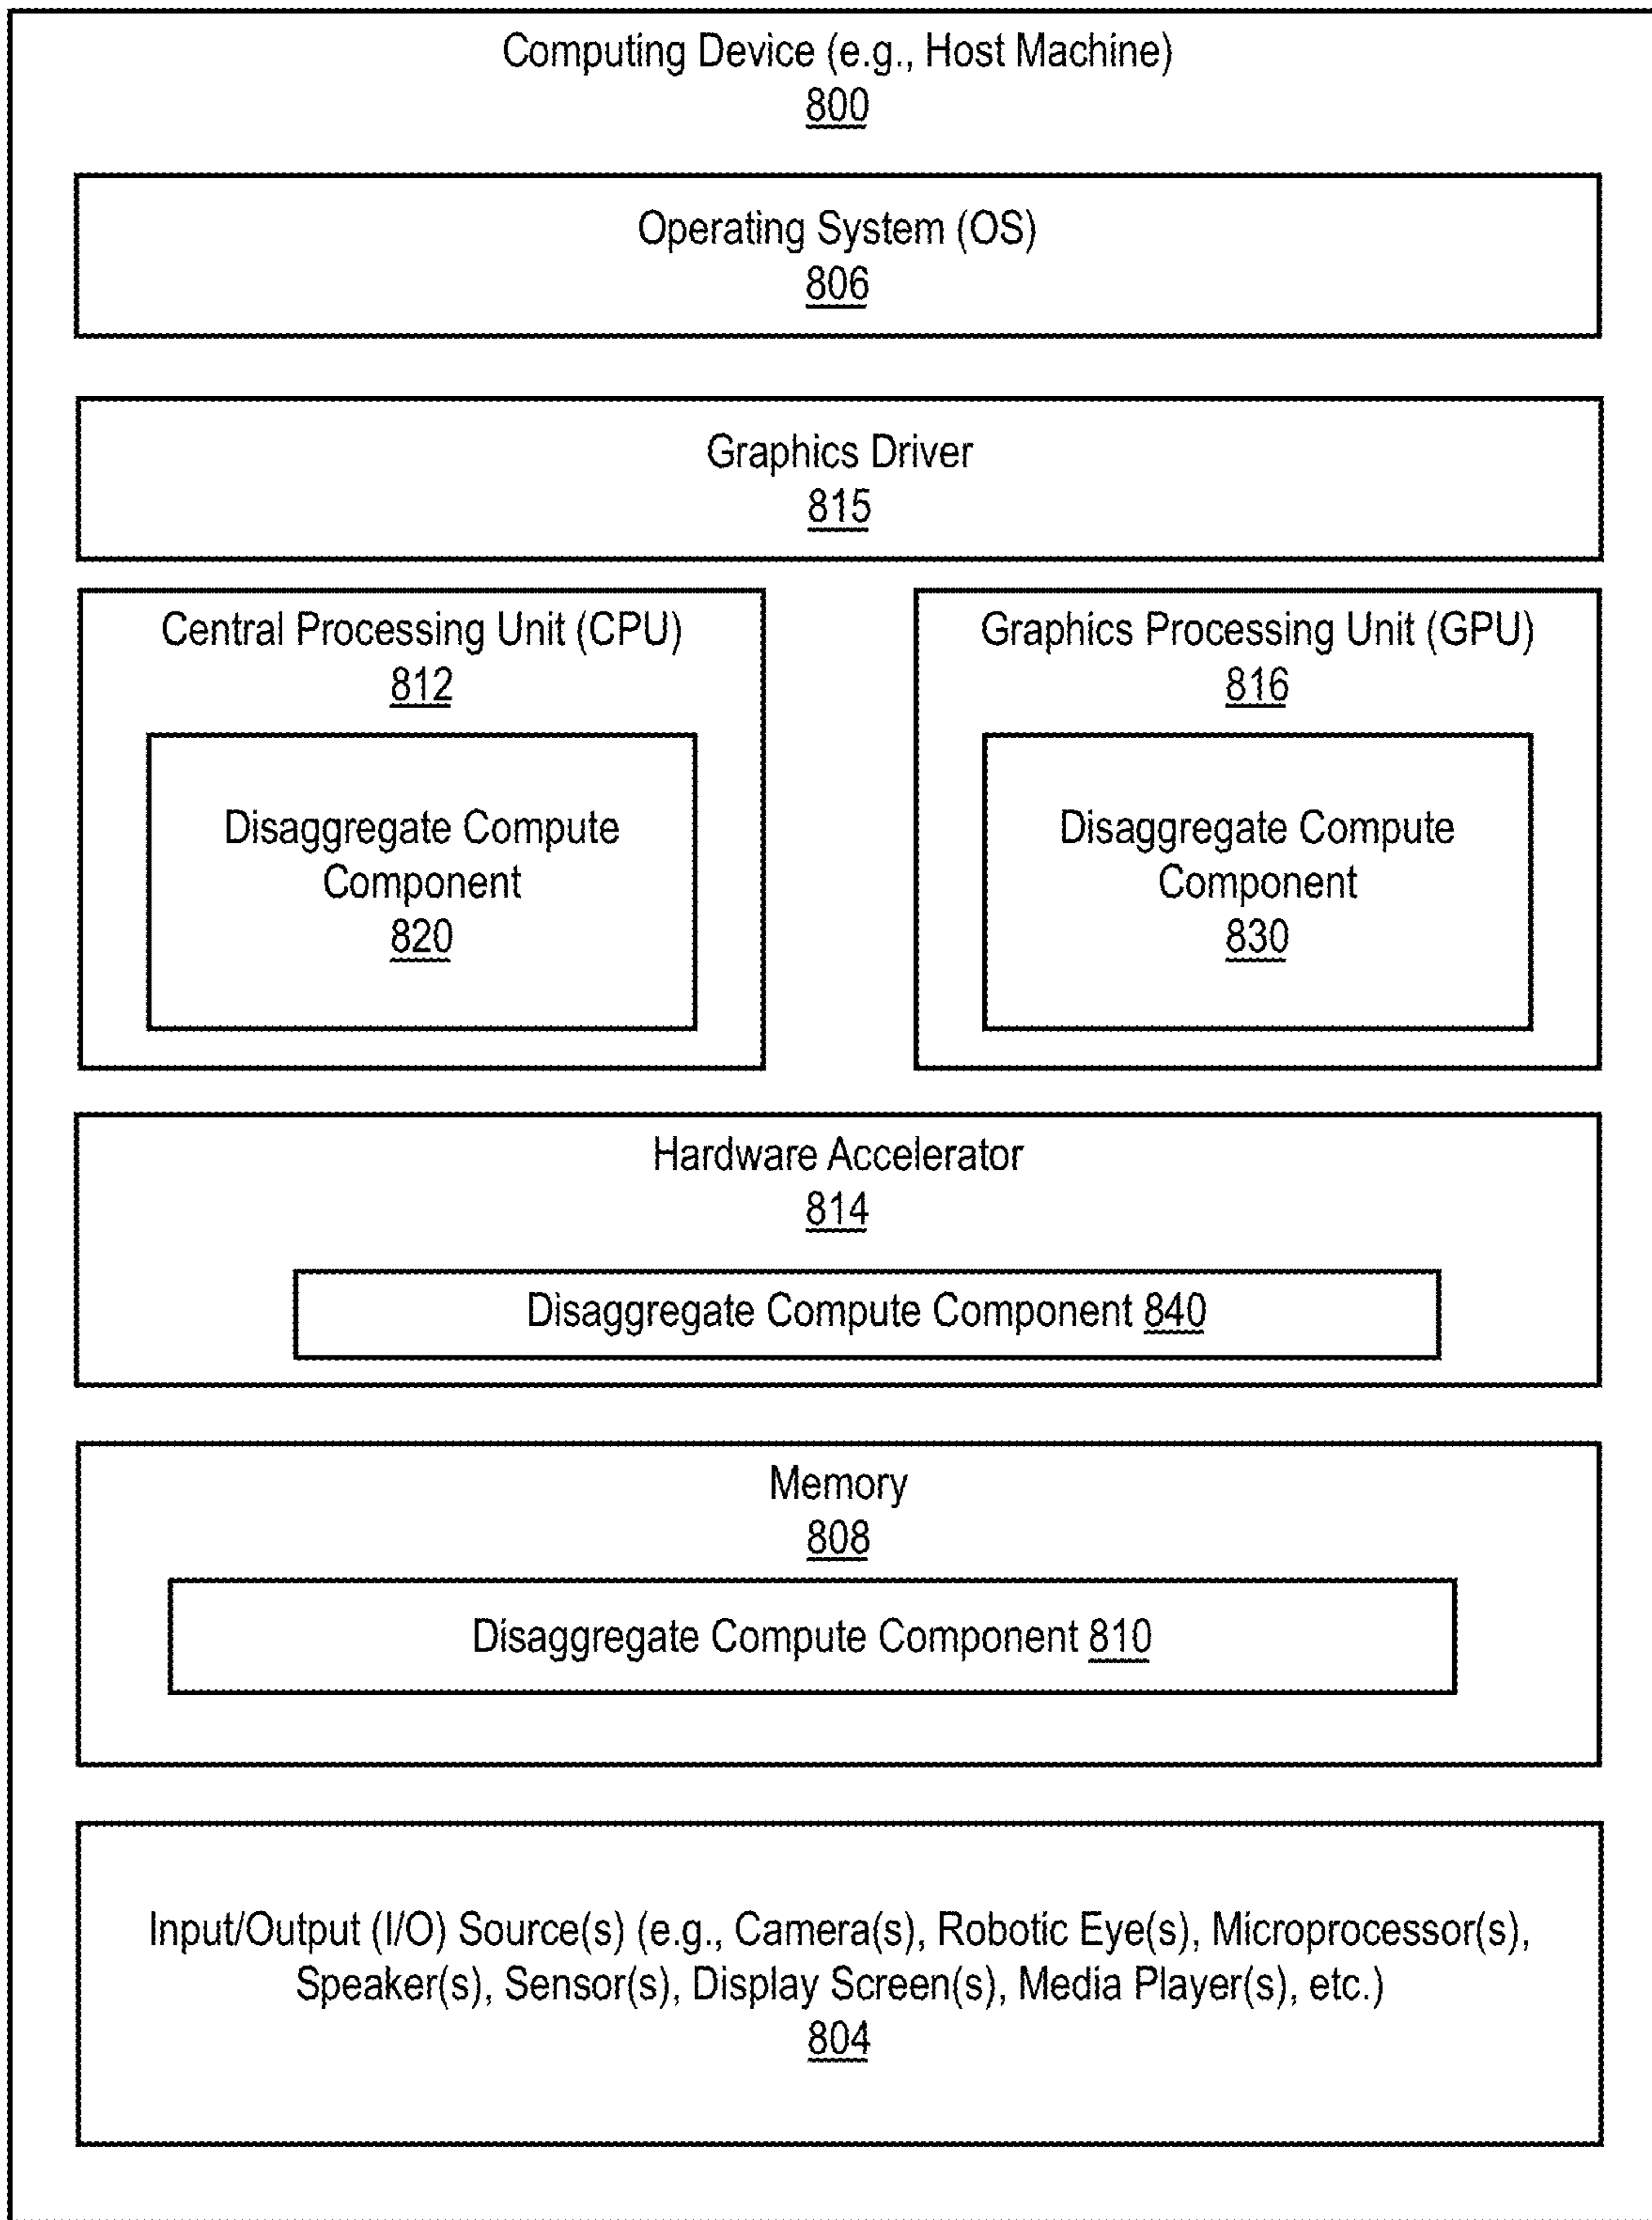 Computing Device (e.g., Host Machine)
800
Operating System (OS)
806
Graphics Driver
815
Central Processing Unit (CPU)
812
Disaggregate Compute
Component
820
Graphics Processing Unit (GPU)
816
Disaggregate Compute
Component
830
Hardware Accelerator
814
Disaggregate Compute Component 840
Memory
808
Disaggregate Compute Component 810
Input/Output (I/O) Source(s) (e.g., Camera(s), Robotic Eye(s), Microprocessor(s),
Speaker(s), Sensor(s), Display Screen(s), Media Player(s), etc.)
804